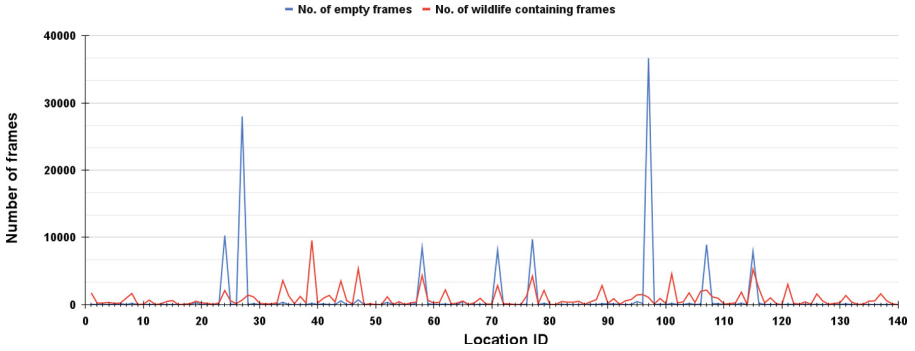 No. of empty frames No. of wildlife containing frames
40000
30000
20000
10000
0
Number of frames
0 10 20 30 40 50 60 70 80 90 100 110 120 130 140
Location ID